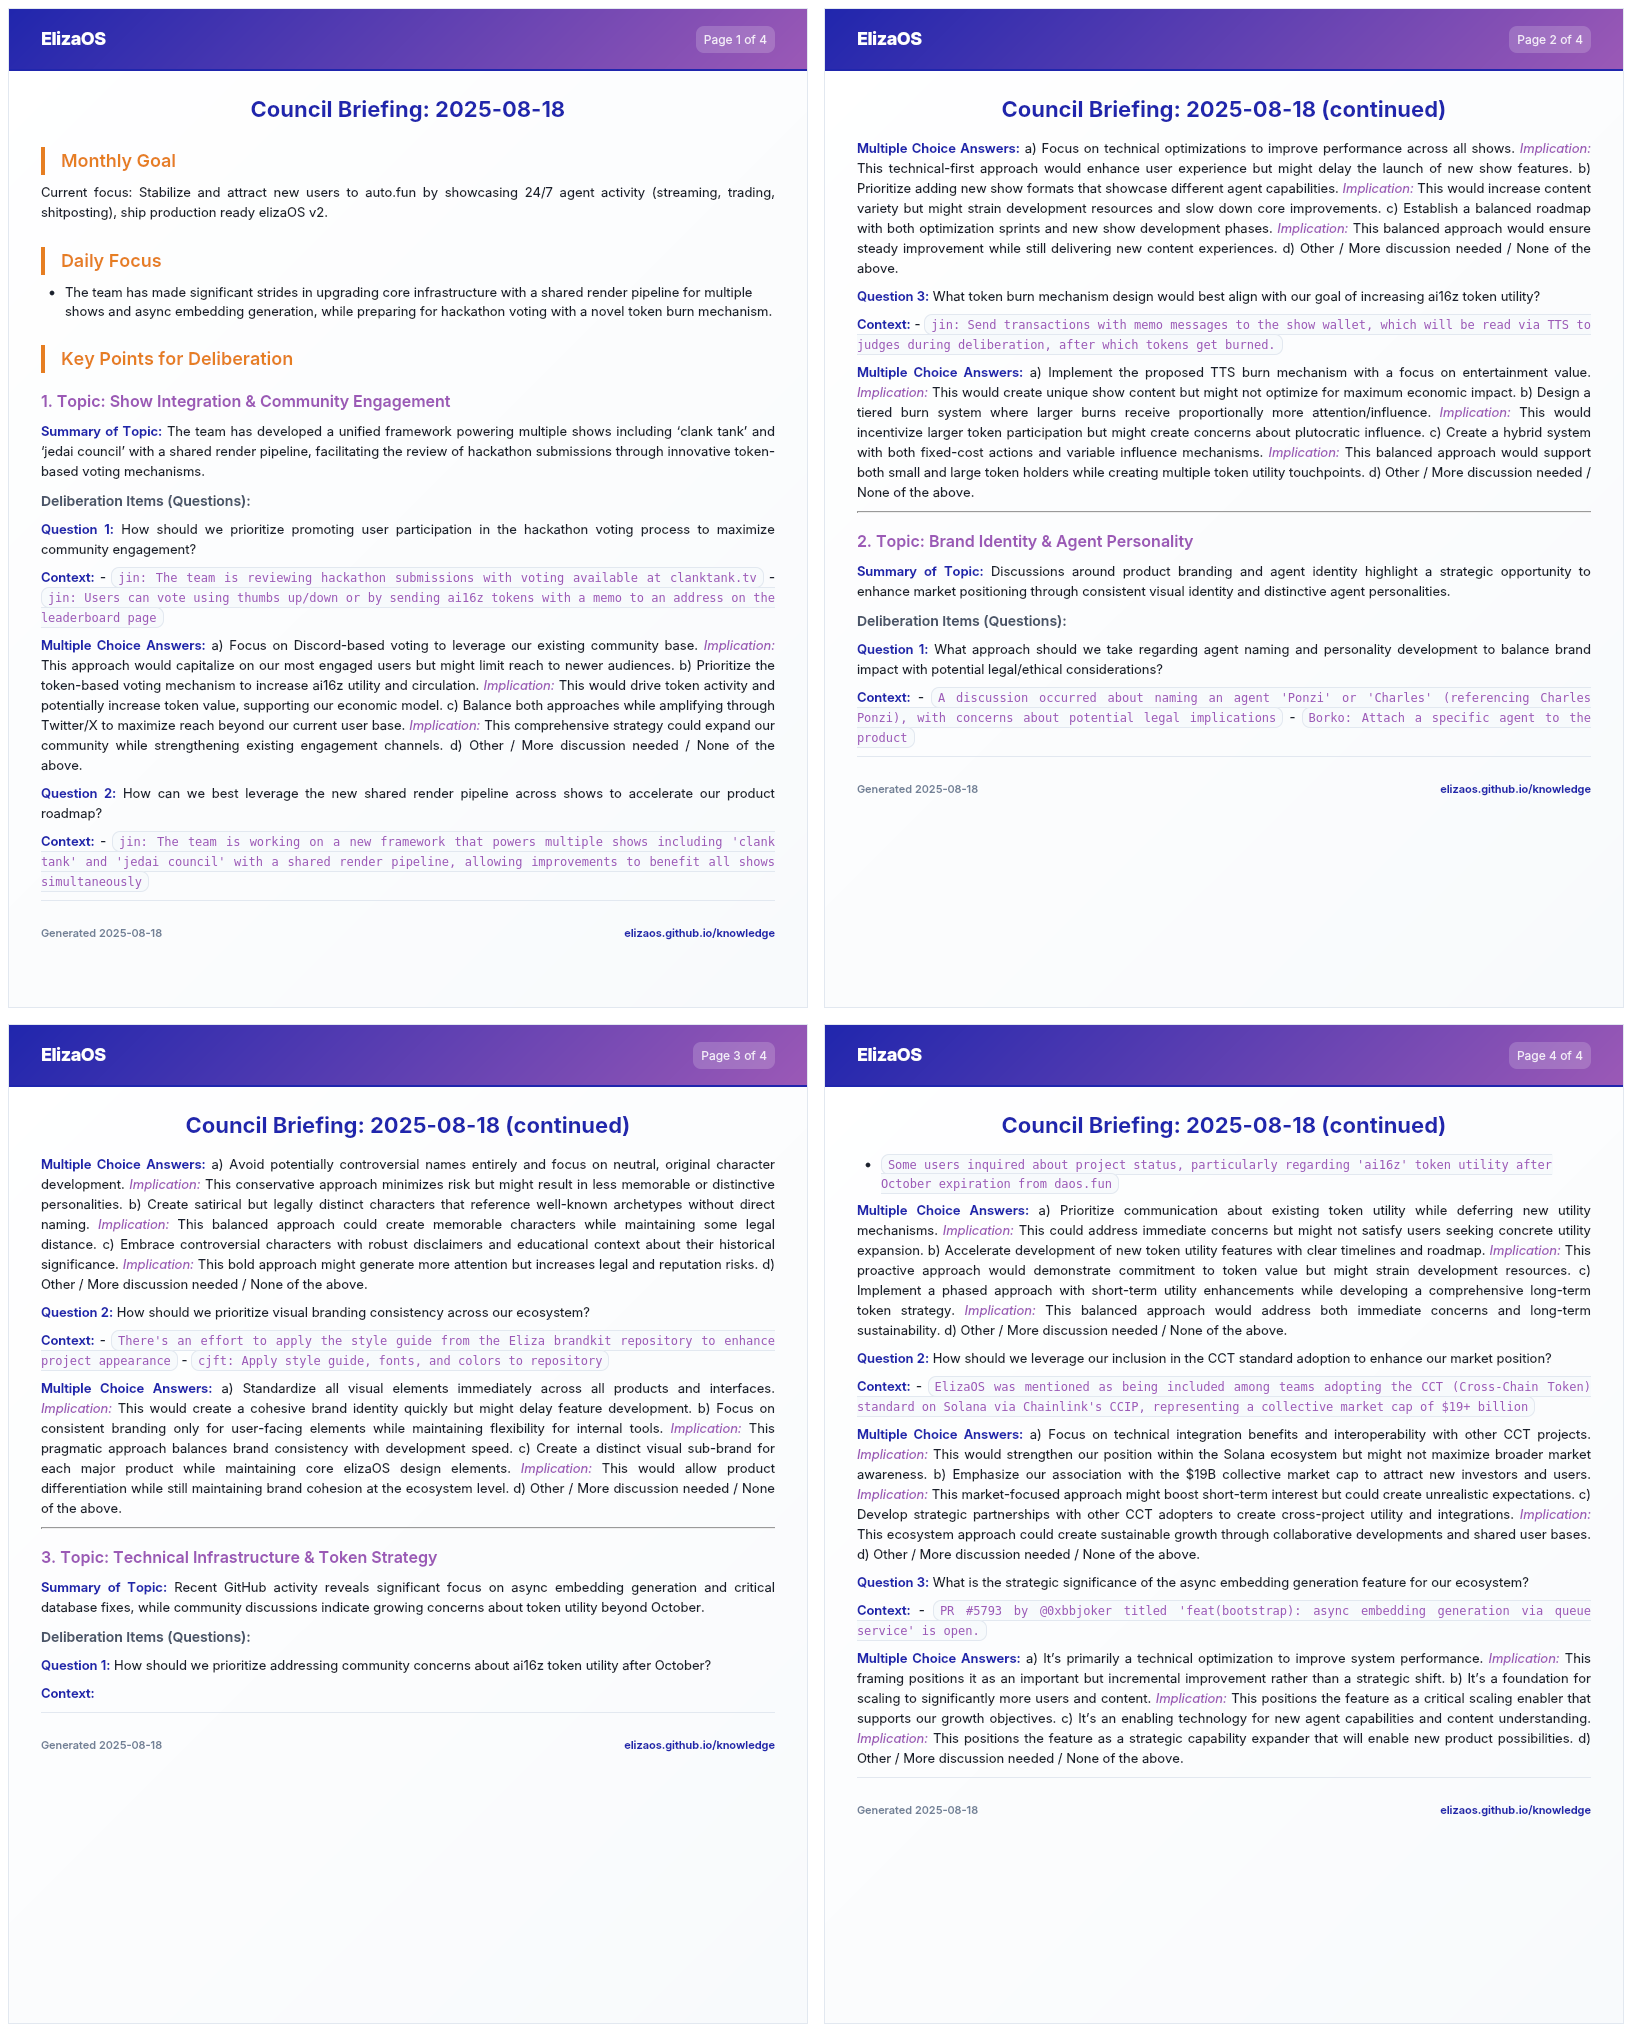 ElizaOS
Page 1 of 4
Council Briefing: 2025-08-18
Monthly Goal
Current focus: Stabilize and attract new users to auto.fun by showcasing 24/7 agent activity (streaming, trading,
shitposting), ship production ready elizaOS v2.
Daily Focus
• The team has made significant strides in upgrading core infrastructure with a shared render pipeline for multiple
shows and async embedding generation, while preparing for hackathon voting with a novel token burn mechanism.
Key Points for Deliberation
1. Topic: Show Integration & Community Engagement
Summary of Topic: The team has developed a unified framework powering multiple shows including ‘clank tank’ and
‘jedai council’ with a shared render pipeline, facilitating the review of hackathon submissions through innovative token-
based voting mechanisms.
Deliberation Items (Questions):
Question 1: How should we prioritize promoting user participation in the hackathon voting process to maximize
community engagement?
Context: - jin: The team is reviewing hackathon submissions with voting available at clanktank.tv -
jin: Users can vote using thumbs up/down or by sending ai16z tokens with a memo to an address on the
leaderboard page
Multiple Choice Answers: a) Focus on Discord-based voting to leverage our existing community base. Implication:
This approach would capitalize on our most engaged users but might limit reach to newer audiences. b) Prioritize the
token-based voting mechanism to increase ai16z utility and circulation. Implication: This would drive token activity and
potentially increase token value, supporting our economic model. c) Balance both approaches while amplifying through
Twitter/X to maximize reach beyond our current user base. Implication: This comprehensive strategy could expand our
community while strengthening existing engagement channels. d) Other / More discussion needed / None of the
above.
Question 2: How can we best leverage the new shared render pipeline across shows to accelerate our product
roadmap?
Context: - jin: The team is working on a new framework that powers multiple shows including 'clank
tank' and 'jedai council' with a shared render pipeline, allowing improvements to benefit all shows
simultaneously
Generated 2025-08-18
elizaos.github.io/knowledge
ElizaOS
Page 2 of 4
Council Briefing: 2025-08-18 (continued)
Multiple Choice Answers: a) Focus on technical optimizations to improve performance across all shows. Implication:
This technical-first approach would enhance user experience but might delay the launch of new show features. b)
Prioritize adding new show formats that showcase different agent capabilities. Implication: This would increase content
variety but might strain development resources and slow down core improvements. c) Establish a balanced roadmap
with both optimization sprints and new show development phases. Implication: This balanced approach would ensure
steady improvement while still delivering new content experiences. d) Other / More discussion needed / None of the
above.
Question 3: What token burn mechanism design would best align with our goal of increasing ai16z token utility?
Context: - jin: Send transactions with memo messages to the show wallet, which will be read via TTS to
judges during deliberation, after which tokens get burned.
Multiple Choice Answers: a) Implement the proposed TTS burn mechanism with a focus on entertainment value.
Implication: This would create unique show content but might not optimize for maximum economic impact. b) Design a
tiered burn system where larger burns receive proportionally more attention/influence. Implication: This would
incentivize larger token participation but might create concerns about plutocratic influence. c) Create a hybrid system
with both fixed-cost actions and variable influence mechanisms. Implication: This balanced approach would support
both small and large token holders while creating multiple token utility touchpoints. d) Other / More discussion needed /
None of the above.
2. Topic: Brand Identity & Agent Personality
Summary of Topic: Discussions around product branding and agent identity highlight a strategic opportunity to
enhance market positioning through consistent visual identity and distinctive agent personalities.
Deliberation Items (Questions):
Question 1: What approach should we take regarding agent naming and personality development to balance brand
impact with potential legal/ethical considerations?
Context: - A discussion occurred about naming an agent 'Ponzi' or 'Charles' (referencing Charles
Ponzi), with concerns about potential legal implications - Borko: Attach a specific agent to the
product
Generated 2025-08-18
elizaos.github.io/knowledge
ElizaOS
Page 3 of 4
Council Briefing: 2025-08-18 (continued)
Multiple Choice Answers: a) Avoid potentially controversial names entirely and focus on neutral, original character
development. Implication: This conservative approach minimizes risk but might result in less memorable or distinctive
personalities. b) Create satirical but legally distinct characters that reference well-known archetypes without direct
naming. Implication: This balanced approach could create memorable characters while maintaining some legal
distance. c) Embrace controversial characters with robust disclaimers and educational context about their historical
significance. Implication: This bold approach might generate more attention but increases legal and reputation risks. d)
Other / More discussion needed / None of the above.
Question 2: How should we prioritize visual branding consistency across our ecosystem?
Context: - There's an effort to apply the style guide from the Eliza brandkit repository to enhance
project appearance - cjft: Apply style guide, fonts, and colors to repository
Multiple Choice Answers: a) Standardize all visual elements immediately across all products and interfaces.
Implication: This would create a cohesive brand identity quickly but might delay feature development. b) Focus on
consistent branding only for user-facing elements while maintaining flexibility for internal tools. Implication: This
pragmatic approach balances brand consistency with development speed. c) Create a distinct visual sub-brand for
each major product while maintaining core elizaOS design elements. Implication: This would allow product
differentiation while still maintaining brand cohesion at the ecosystem level. d) Other / More discussion needed / None
of the above.
3. Topic: Technical Infrastructure & Token Strategy
Summary of Topic: Recent GitHub activity reveals significant focus on async embedding generation and critical
database fixes, while community discussions indicate growing concerns about token utility beyond October.
Deliberation Items (Questions):
Question 1: How should we prioritize addressing community concerns about ai16z token utility after October?
Context:
Generated 2025-08-18
elizaos.github.io/knowledge
ElizaOS
Page 4 of 4
Council Briefing: 2025-08-18 (continued)
• Some users inquired about project status, particularly regarding 'ai16z' token utility after
October expiration from daos.fun
Multiple Choice Answers: a) Prioritize communication about existing token utility while deferring new utility
mechanisms. Implication: This could address immediate concerns but might not satisfy users seeking concrete utility
expansion. b) Accelerate development of new token utility features with clear timelines and roadmap. Implication: This
proactive approach would demonstrate commitment to token value but might strain development resources. c)
Implement a phased approach with short-term utility enhancements while developing a comprehensive long-term
token strategy. Implication: This balanced approach would address both immediate concerns and long-term
sustainability. d) Other / More discussion needed / None of the above.
Question 2: How should we leverage our inclusion in the CCT standard adoption to enhance our market position?
Context: - ElizaOS was mentioned as being included among teams adopting the CCT (Cross-Chain Token)
standard on Solana via Chainlink's CCIP, representing a collective market cap of $19+ billion
Multiple Choice Answers: a) Focus on technical integration benefits and interoperability with other CCT projects.
Implication: This would strengthen our position within the Solana ecosystem but might not maximize broader market
awareness. b) Emphasize our association with the $19B collective market cap to attract new investors and users.
Implication: This market-focused approach might boost short-term interest but could create unrealistic expectations. c)
Develop strategic partnerships with other CCT adopters to create cross-project utility and integrations. Implication:
This ecosystem approach could create sustainable growth through collaborative developments and shared user bases.
d) Other / More discussion needed / None of the above.
Question 3: What is the strategic significance of the async embedding generation feature for our ecosystem?
Context: - PR #5793 by @0xbbjoker titled 'feat(bootstrap): async embedding generation via queue
service' is open.
Multiple Choice Answers: a) It’s primarily a technical optimization to improve system performance. Implication: This
framing positions it as an important but incremental improvement rather than a strategic shift. b) It’s a foundation for
scaling to significantly more users and content. Implication: This positions the feature as a critical scaling enabler that
supports our growth objectives. c) It’s an enabling technology for new agent capabilities and content understanding.
Implication: This positions the feature as a strategic capability expander that will enable new product possibilities. d)
Other / More discussion needed / None of the above.
Generated 2025-08-18
elizaos.github.io/knowledge